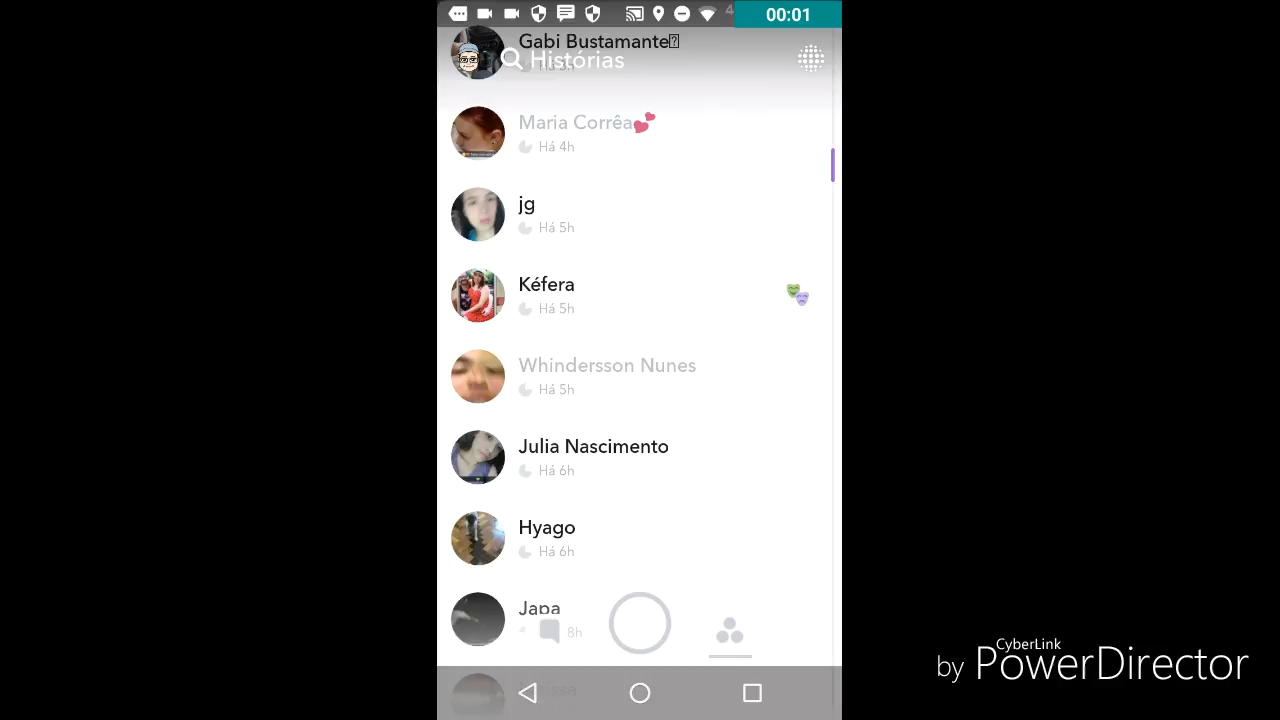 00:01
Gabi Bustamante
Histórias
Maria Corrêa💕
Há 4h
jg
Há 5h
Kéfera
Há 5h
Whindersson Nunes
Há 5h
Julia Nascimento
Há 6h
Hyago
Há 6h
Japa
8h
CyberLink
by PowerDirector